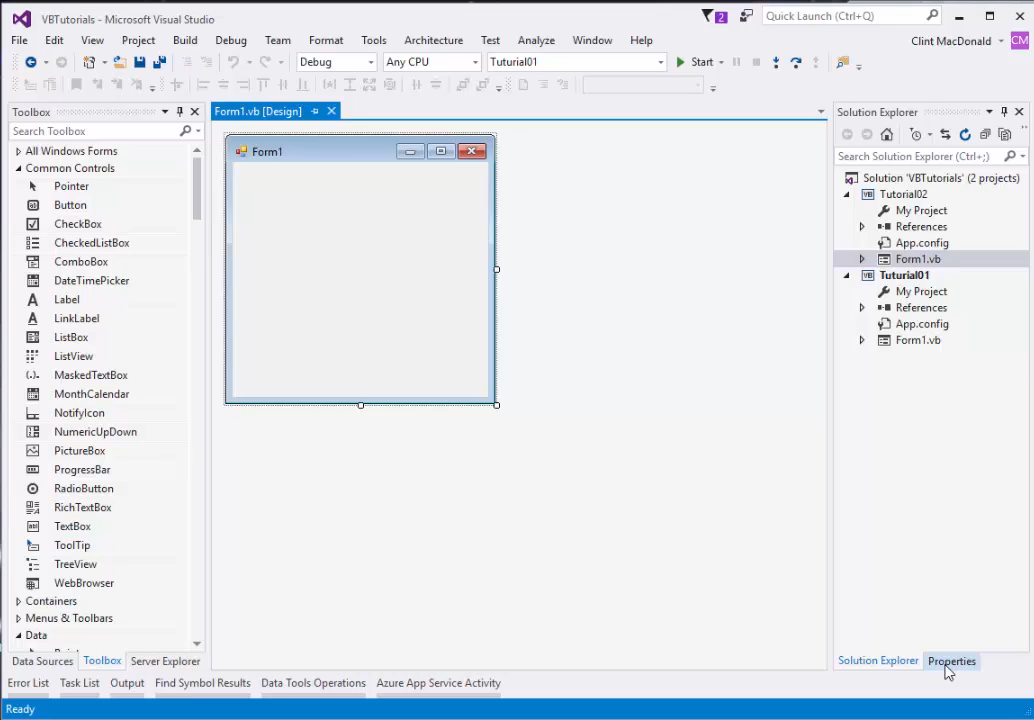 VBTutorials - Microsoft Visual Studio
2
Quick Launch (Ctrl+Q)
File Edit View Project Build Debug Team Format Tools Architecture Test Analyze Window Help
Clint MacDonald
CM
Debug
Any CPU
Tutorial01
Start
Toolbox
Search Toolbox
All Windows Forms
Common Controls
Pointer
Button
CheckBox
CheckedListBox
ComboBox
DateTimePicker
Label
LinkLabel
ListBox
ListView
MaskedTextBox
MonthCalendar
NotifyIcon
NumericUpDown
PictureBox
ProgressBar
RadioButton
RichTextBox
TextBox
ToolTip
TreeView
WebBrowser
Containers
Menus & Toolbars
Data
Data Sources Toolbox Server Explorer
Form1.vb [Design]
Form1
Solution Explorer
Search Solution Explorer (Ctrl+;)
Solution 'VBTutorials' (2 projects)
VB Tutorial02
My Project
References
App.config
Form1.vb
VB Tuturial01
My Project
References
App.config
Form1.vb
Solution Explorer Properties
Error List Task List Output Find Symbol Results Data Tools Operations Azure App Service Activity
Ready